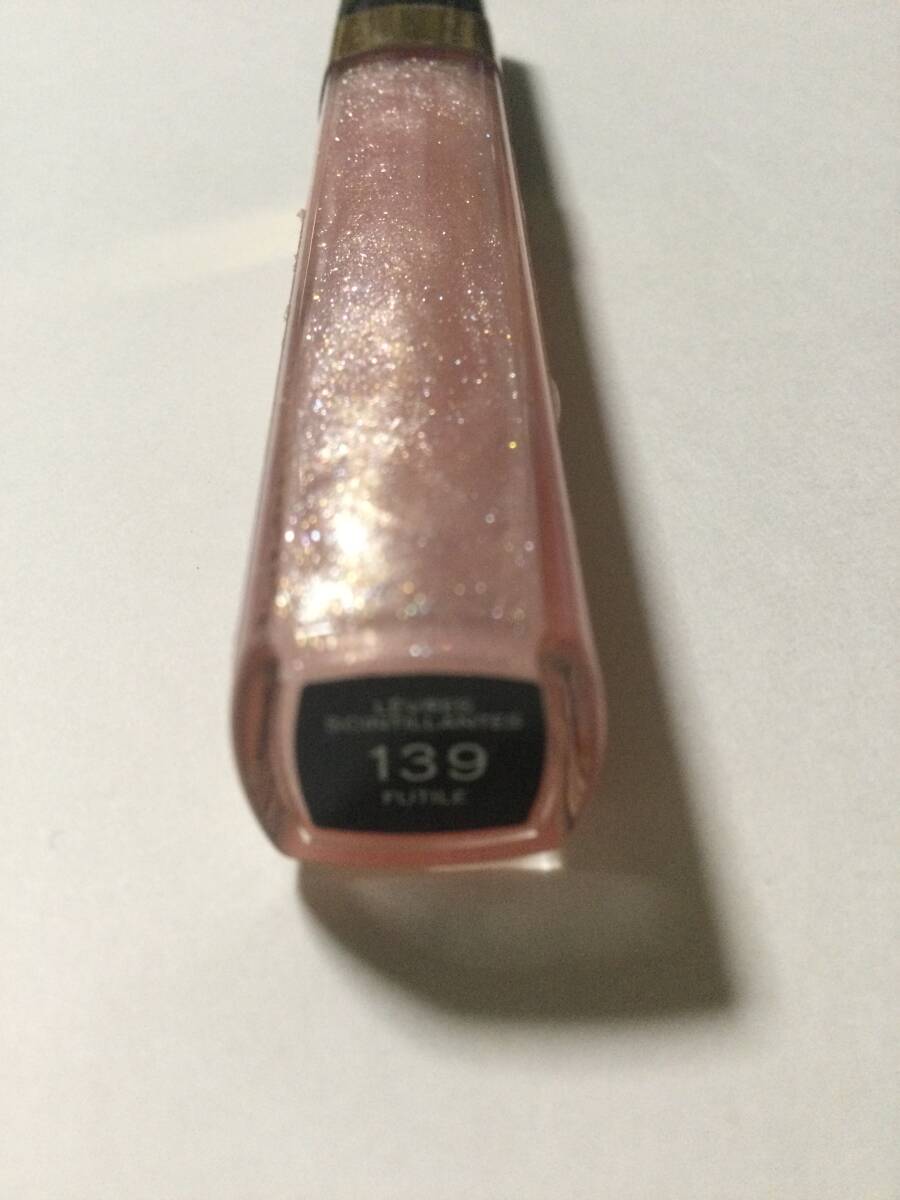 LÈVRES
SCINTILLANTES
139
FUTILE